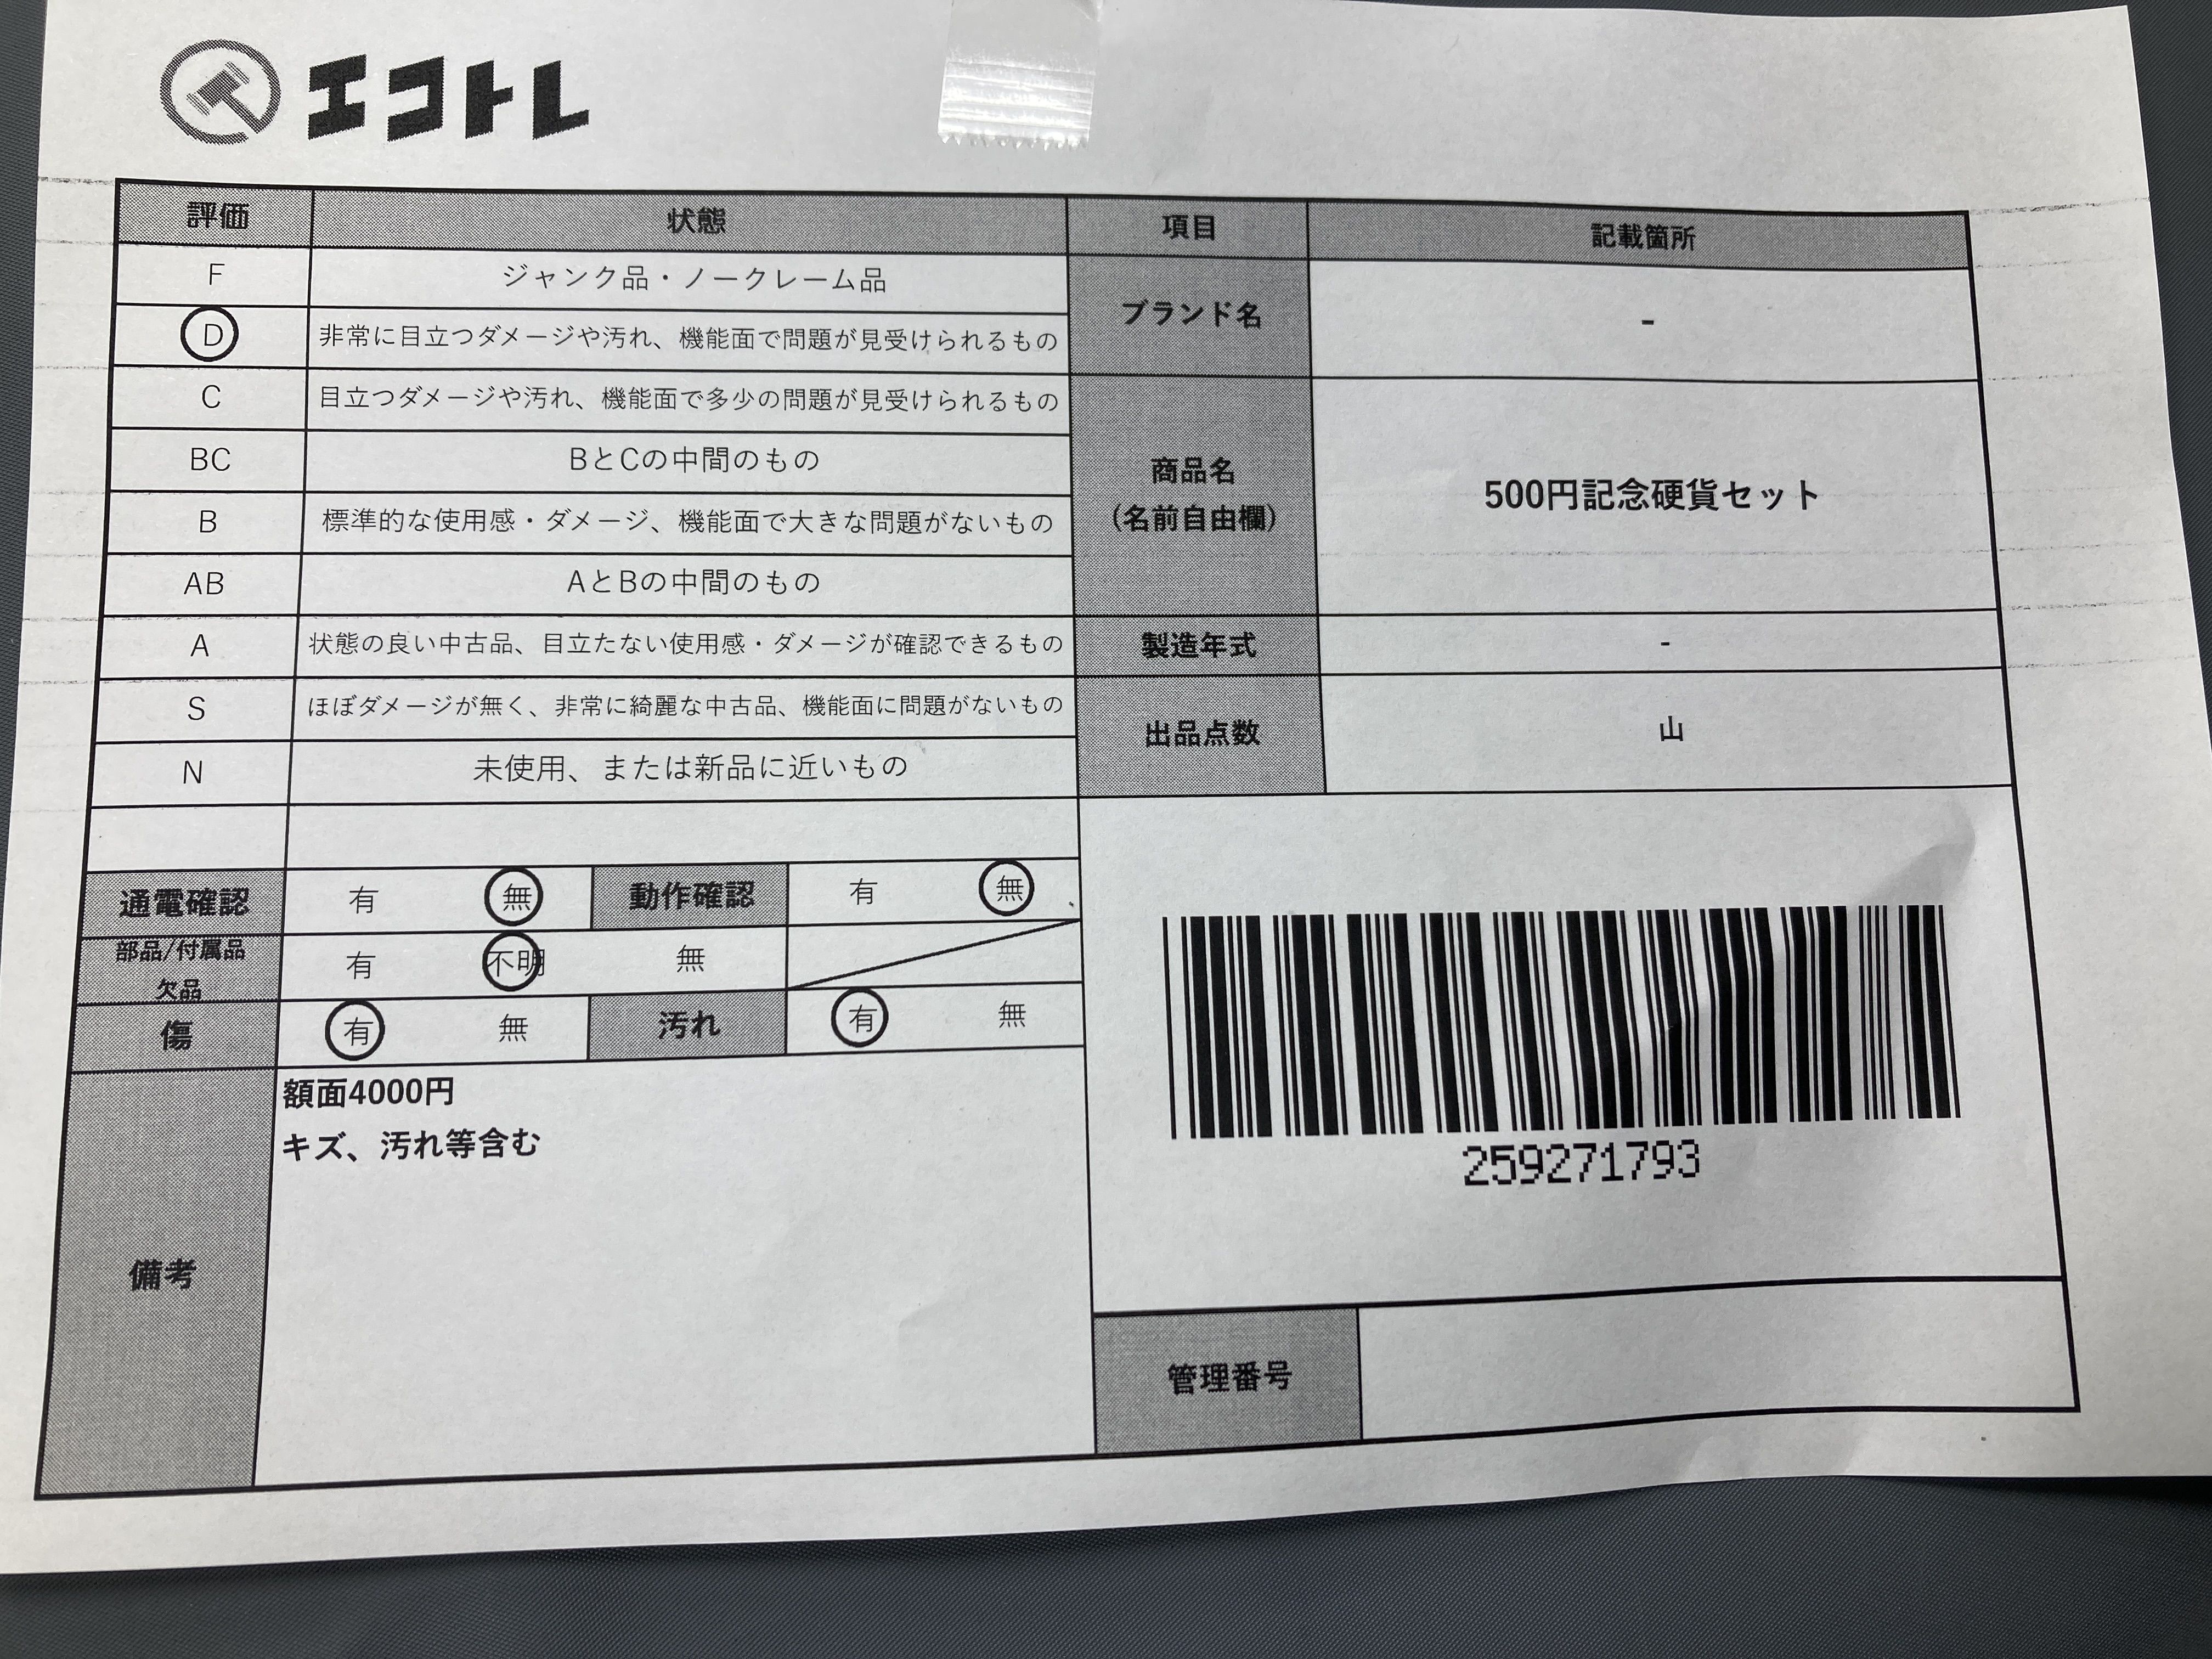 エコトレ
評価 状態 項目 記載箇所
F ジャンク品・ノークレーム品
D 非常に目立つダメージや汚れ、機能面で問題が見受けられるもの
C 目立つダメージや汚れ、機能面で多少の問題が見受けられるもの
BC BとCの中間のもの
B 標準的な使用感・ダメージ、機能面で大きな問題がないもの
AB AとBの中間のもの
A 状態の良い中古品、目立たない使用感・ダメージが確認できるもの
S ほぼダメージが無く、非常に綺麗な中古品、機能面に問題がないもの
N 未使用、または新品に近いもの
ブランド名 -
商品名
(名前自由欄)
500円記念硬貨セット
製造年式 -
出品点数 山
通電確認 有 無 動作確認 有 無
部品/付属品
欠品
有 不明 無
傷 有 無 汚れ 有 無
備考
額面4000円
キズ、汚れ等含む
259271793
管理番号